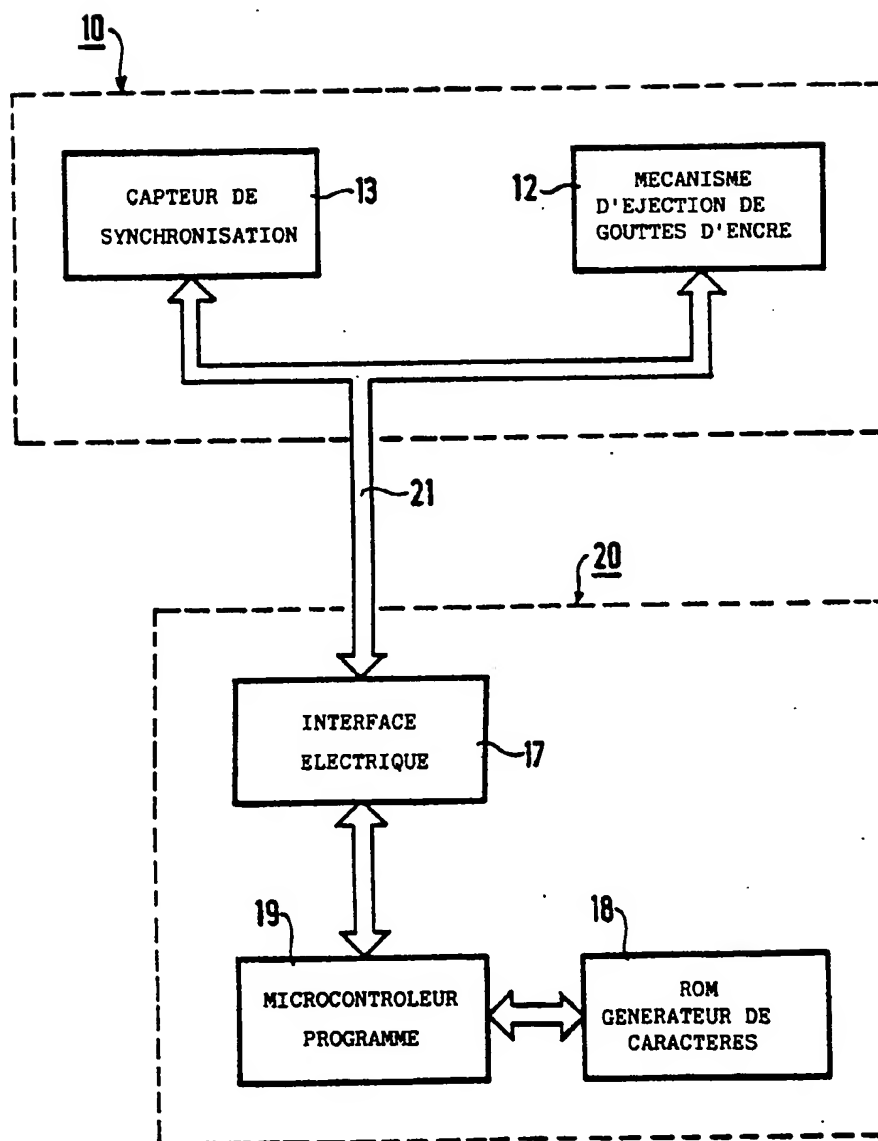 10
CAPTEUR DE
SYNCHRONISATION
13
12
MECANISME
D'EJECTION DE
GOUTTES D'ENCRE
21
20
INTERFACE
ELECTRIQUE
17
19
MICROCONTROLEUR
PROGRAMME
18
ROM
GENERATEUR DE
CARACTERES